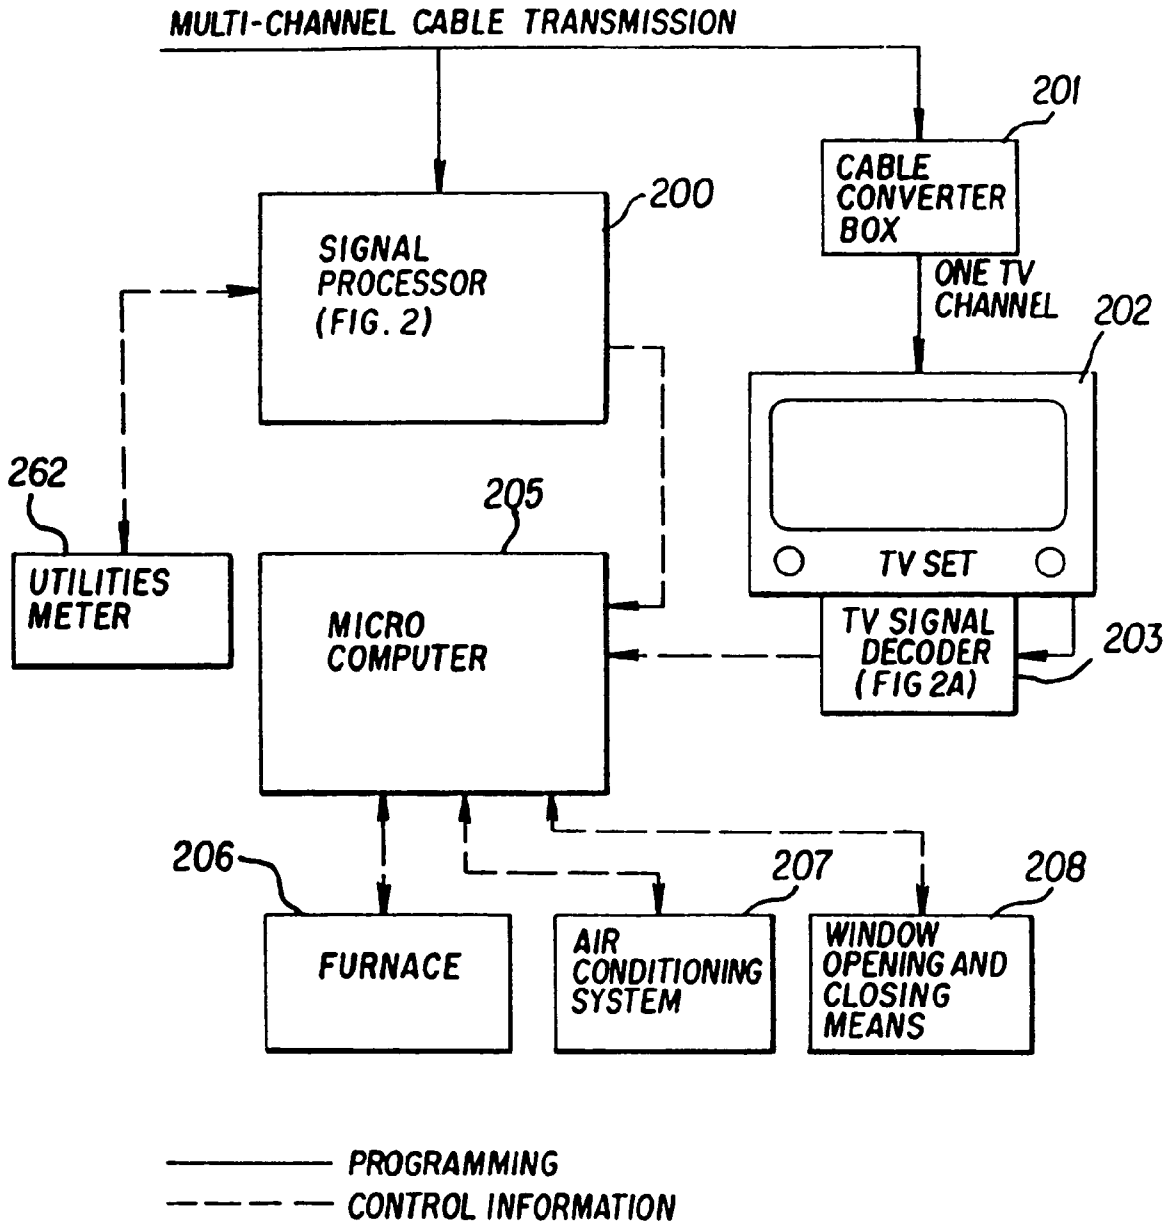 MULTI-CHANNEL CABLE TRANSMISSION
201
CABLE
CONVERTER
BOX
200
SIGNAL
PROCESSOR
(FIG. 2)
ONE TV
CHANNEL
202
262
205
UTILITIES
METER
TV SET
MICRO
COMPUTER
TV SIGNAL
DECODER
(FIG 2A)
203
206
207
208
FURNACE
AIR
CONDITIONING
SYSTEM
WINDOW
OPENING AND
CLOSING
MEANS
PROGRAMMING
CONTROL INFORMATION